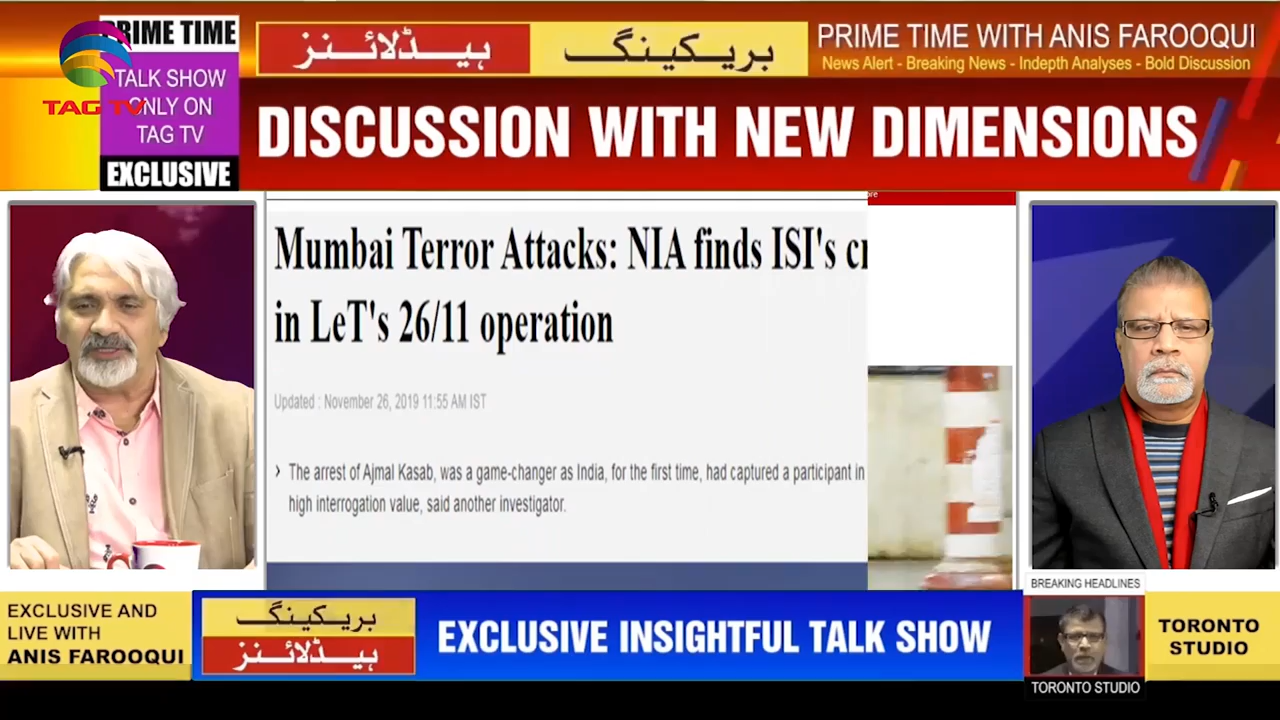 PRIME TIME
TALK SHOW
ONLY ON
TAG TV
EXCLUSIVE
TAG TV
ہیڈلائنز
بریکینگ
PRIME TIME WITH ANIS FAROOQUI
News Alert - Breaking News - Indepth Analyses - Bold Discussion
DISCUSSION WITH NEW DIMENSIONS
Mumbai Terror Attacks: NIA finds ISI's
in LeT's 26/11 operation
Updated : November 26, 2019 11:55 AM IST
› The arrest of Ajmal Kasab, was a game-changer as India, for the first time, had captured a participant in
high interrogation value, said another investigator.
EXCLUSIVE AND
LIVE WITH
ANIS FAROOQUI
بریکینگ
ہیڈلائنز
EXCLUSIVE INSIGHTFUL TALK SHOW
BREAKING HEADLINES
TORONTO STUDIO
TORONTO
STUDIO